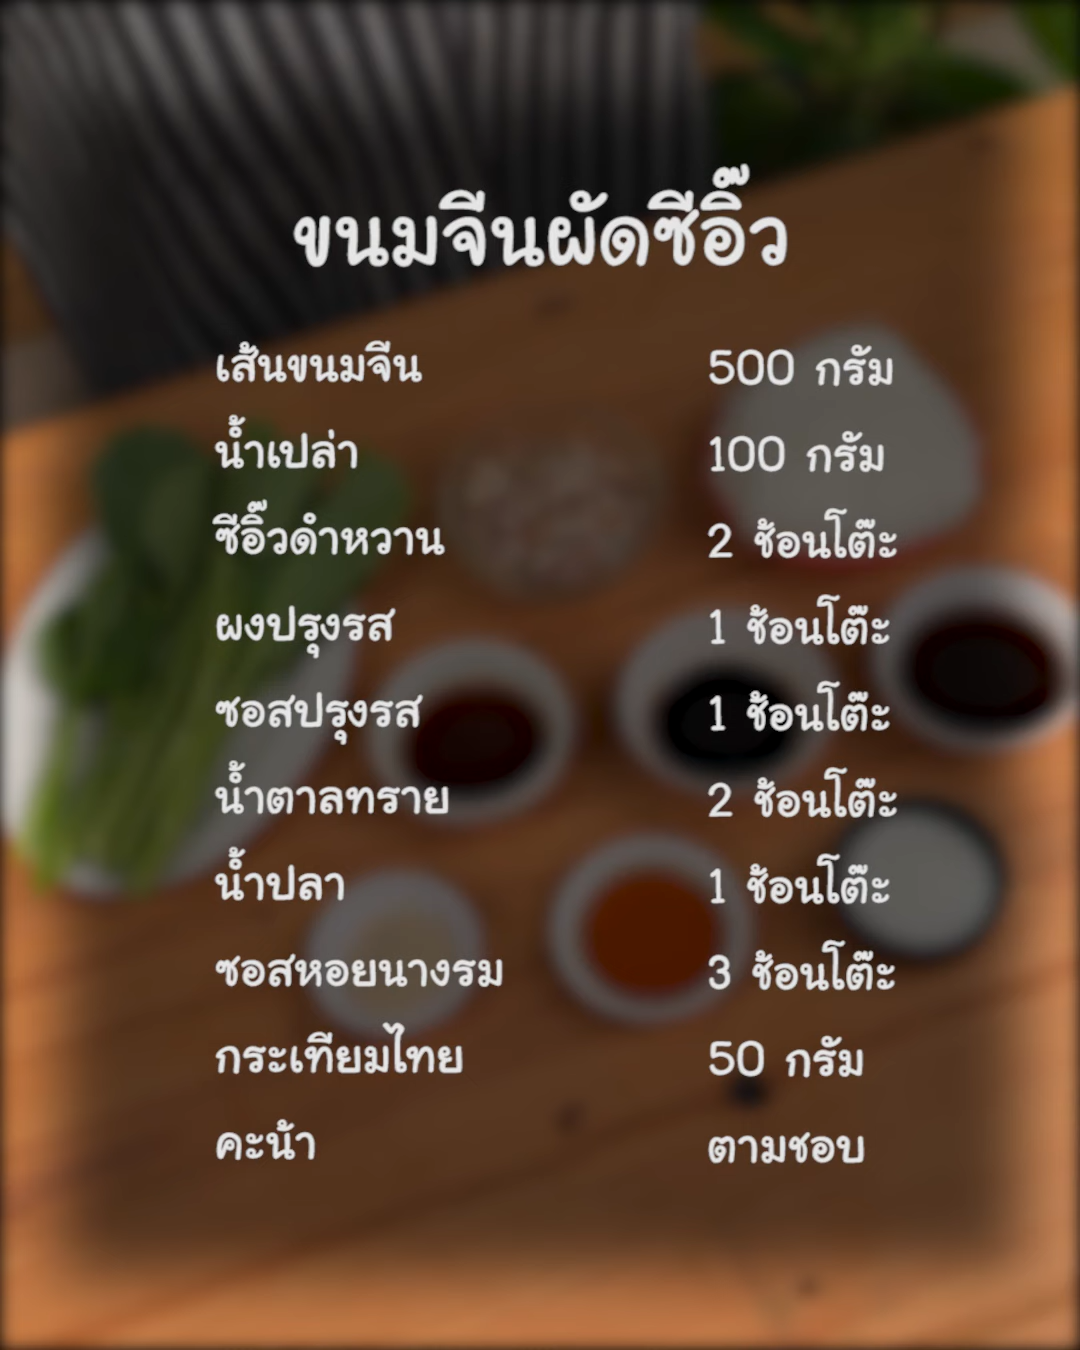 ขนมจีนผัดซีอิ๊ว
เส้นขนมจีน 500 กรัม
น้ำเปล่า 100 กรัม
ซีอิ๊วดำหวาน 2 ช้อนโต๊ะ
ผงปรุงรส 1 ช้อนโต๊ะ
ซอสปรุงรส 1 ช้อนโต๊ะ
น้ำตาลทราย 2 ช้อนโต๊ะ
น้ำปลา 1 ช้อนโต๊ะ
ซอสหอยนางรม 3 ช้อนโต๊ะ
กระเทียมไทย 50 กรัม
คะน้า ตามชอบ